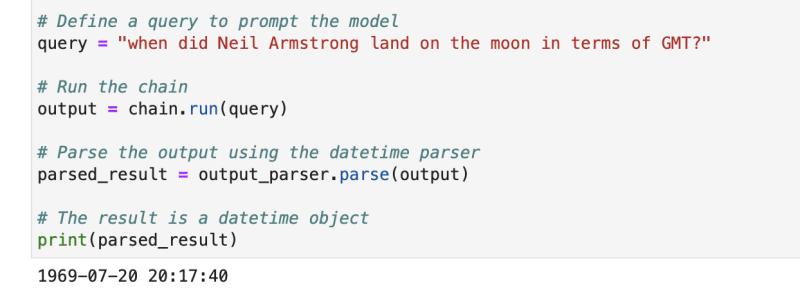 # Define a query to prompt the model
query = "when did Neil Armstrong land on the moon in terms of GMT?"
# Run the chain
output = chain.run(query)
# Parse the output using the datetime parser
parsed_result = output_parser.parse(output)
# The result is a datetime object
print(parsed_result)
1969-07-20 20:17:40